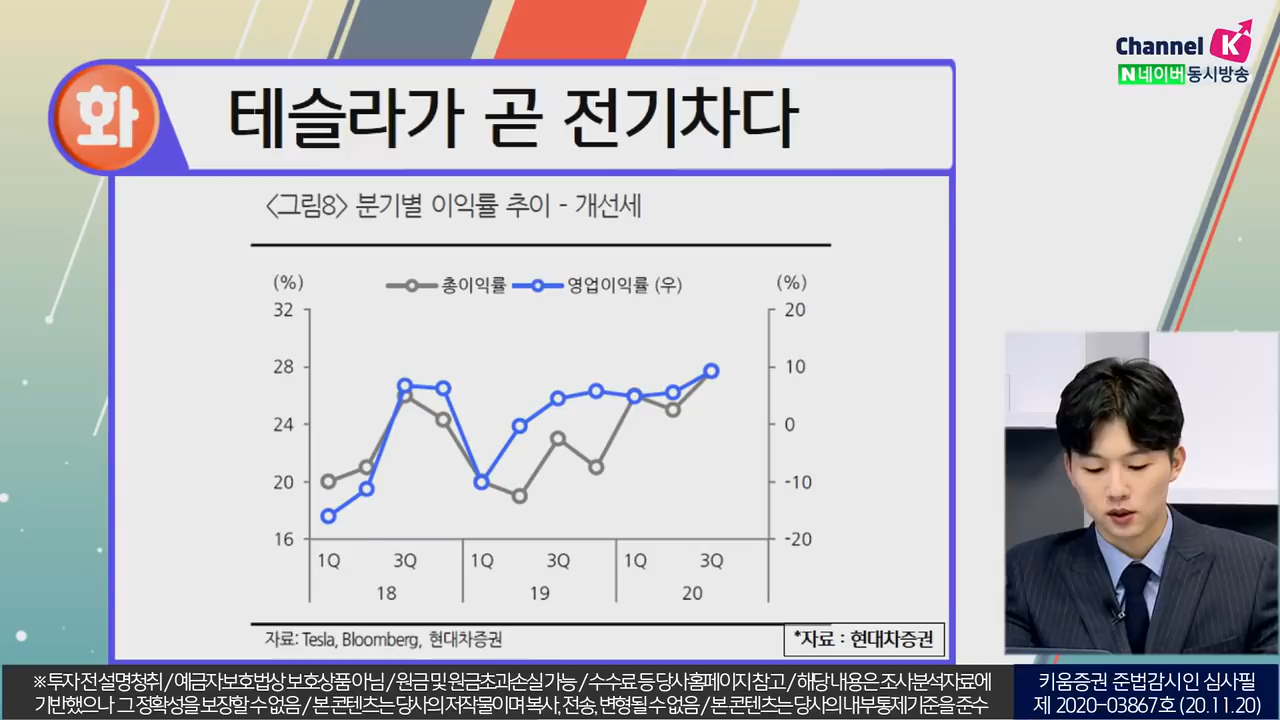 Channel K
N 네이버 동시방송
화
테슬라가 곧 전기차다
<그림8> 분기별 이익률 추이 - 개선세
(%) 총이익률 영업이익률 (우) (%)
32 20
28 10
24 0
20 -10
16 -20
1Q 3Q 1Q 3Q 1Q 3Q
18 19 20
자료: Tesla, Bloomberg, 현대차증권
*자료 : 현대차증권
※ 투자 전 설명청취 / 예금자보호법상 보호상품 아님 / 원금 및 원금초과손실 가능 / 수수료 등 당사 홈페이지 참고 / 해당 내용은 조사분석자료에
기반했으나 그 정확성을 보장할 수 없음 / 본 콘텐츠는 당사의 저작물이며 복사, 전송, 변형될 수 없음 / 본 콘텐츠는 당사의 내부통제기준을 준수
키움증권 준법감시인 심사필
제 2020-03867호 (20.11.20)